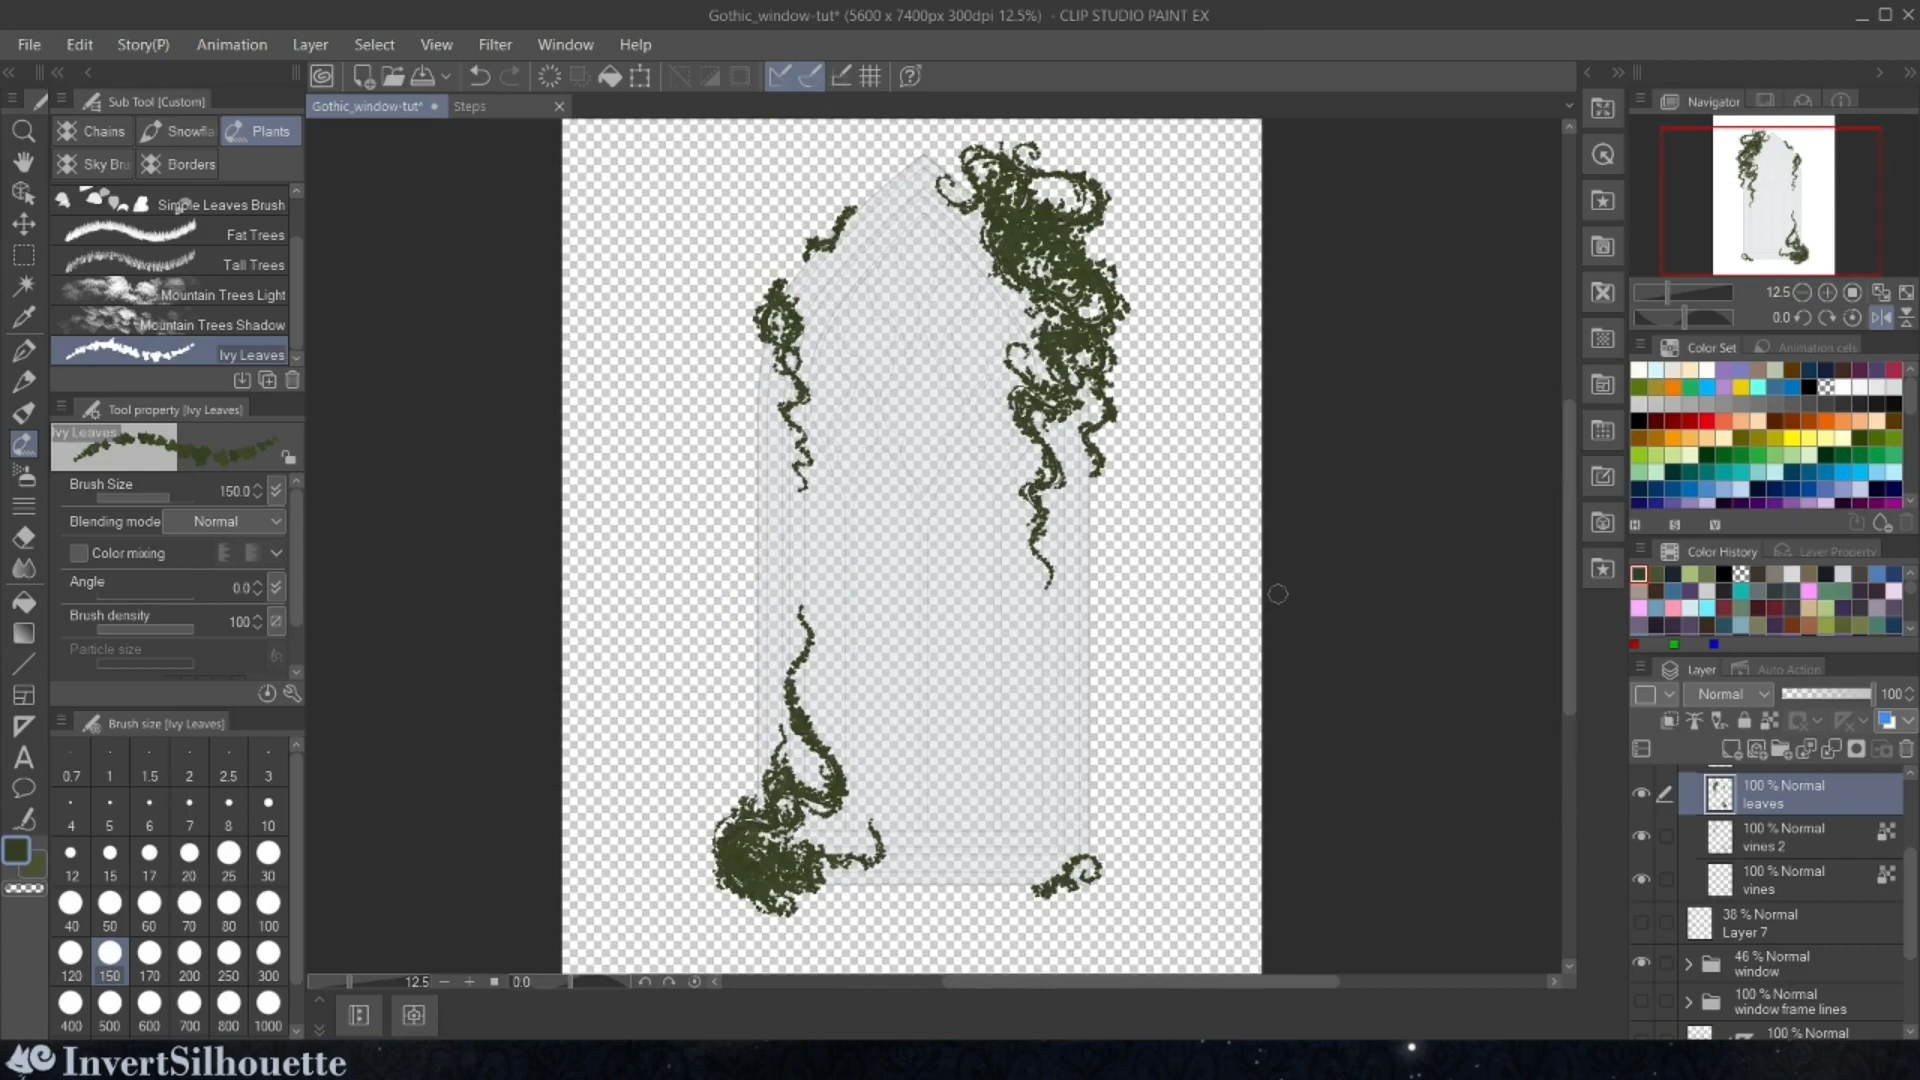 Gothic_window-tut* (5600 x 7400px 300dpi 12.5%) - CLIP STUDIO PAINT EX
File Edit Story(P) Animation Layer Select View Filter Window Help
Gothic_window-tut* Steps
Sub Tool [Custom]
Chains Snowfla Plants
Sky Bru Borders
Simple Leaves Brush
Fat Trees
Tall Trees
Mountain Trees Light
Mountain Trees Shadow
Ivy Leaves
Tool property [Ivy Leaves]
Ivy Leaves
Brush Size 150.0
Blending mode Normal
Color mixing
Angle 0.0
Brush density 100
Particle size
Brush size [Ivy Leaves]
0.7 1 1.5 2 2.5 3
4 5 6 7 8 10
12 15 17 20 25 30
40 50 60 70 80 100
120 150 170 200 250 300
400 500 600 700 800 1000
12.5 0.0
Navigator
12.5
0.0
Color Set Animation cels
H S V
Color History Layer Property
Layer Auto Action
Normal 100
100 % Normal
leaves
100 % Normal
vines 2
100 % Normal
vines
38 % Normal
Layer 7
46 % Normal
window
100 % Normal
window frame lines
100 % Normal
InvertSilhouette